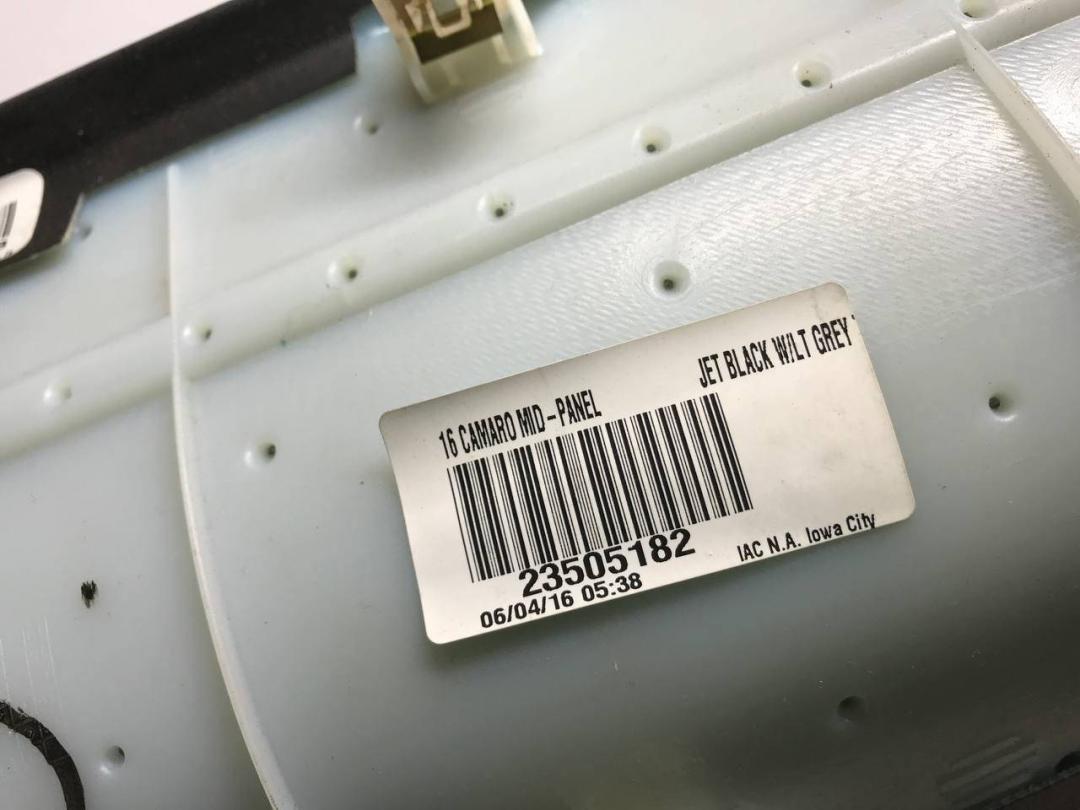 16 CAMARO MID-PANEL
JET BLACK W/LT GREY
23505182
06/04/16 05:38
IAC N.A. Iowa City